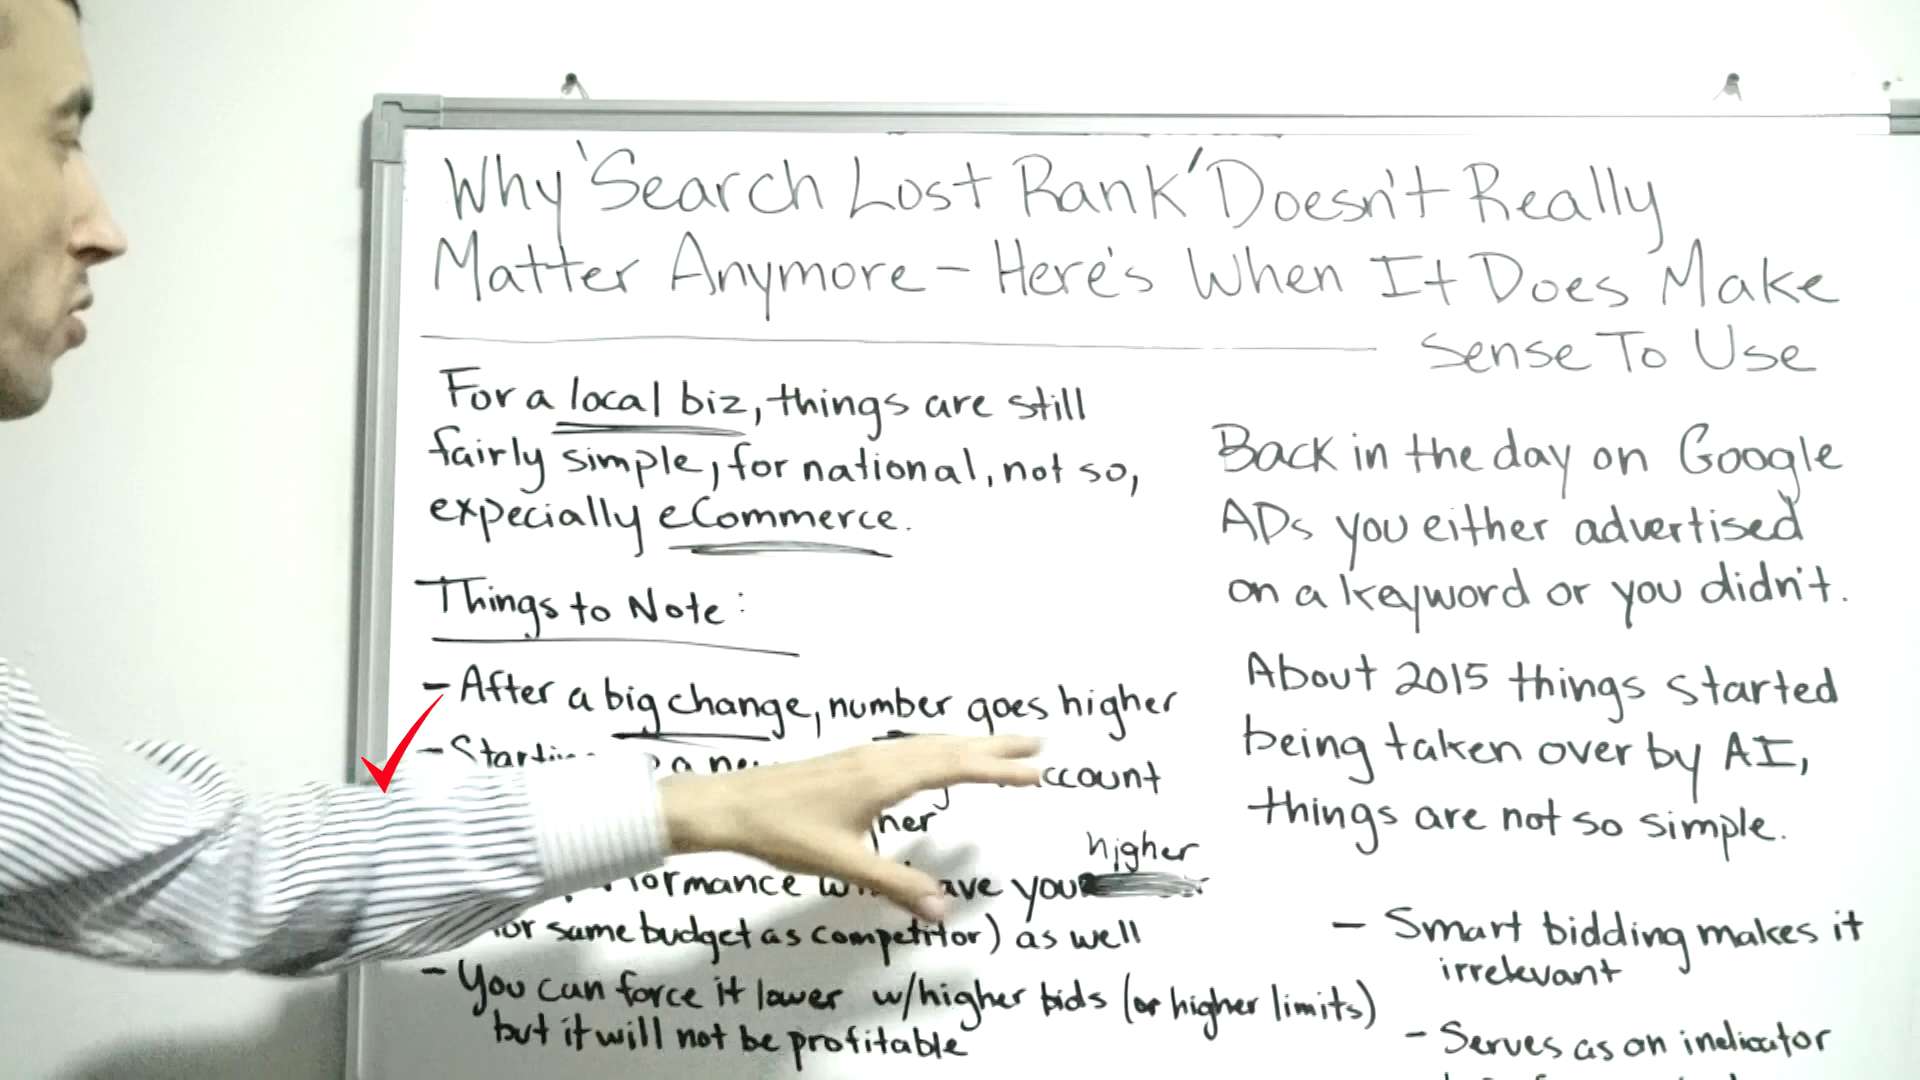 Why 'Search Lost Rank' Doesn't Really
Matter Anymore - Here's When It Does Make
Sense To Use
For a local biz, things are still
fairly simple, for national, not so,
expecially eCommerce.
Things to Note:
- After a big change, number goes higher
- a
ccount
higher
you
same budget as competitor) as well
- You can force it lower w/higher bids (or higher limits)
but it will not be profitable
Back in the day on Google
ADs you either advertised
on a keyword or you didn't.
About 2015 things started
being taken over by AI,
things are not so simple.
- Smart bidding makes it
irrelevant
- Serves as an indicator